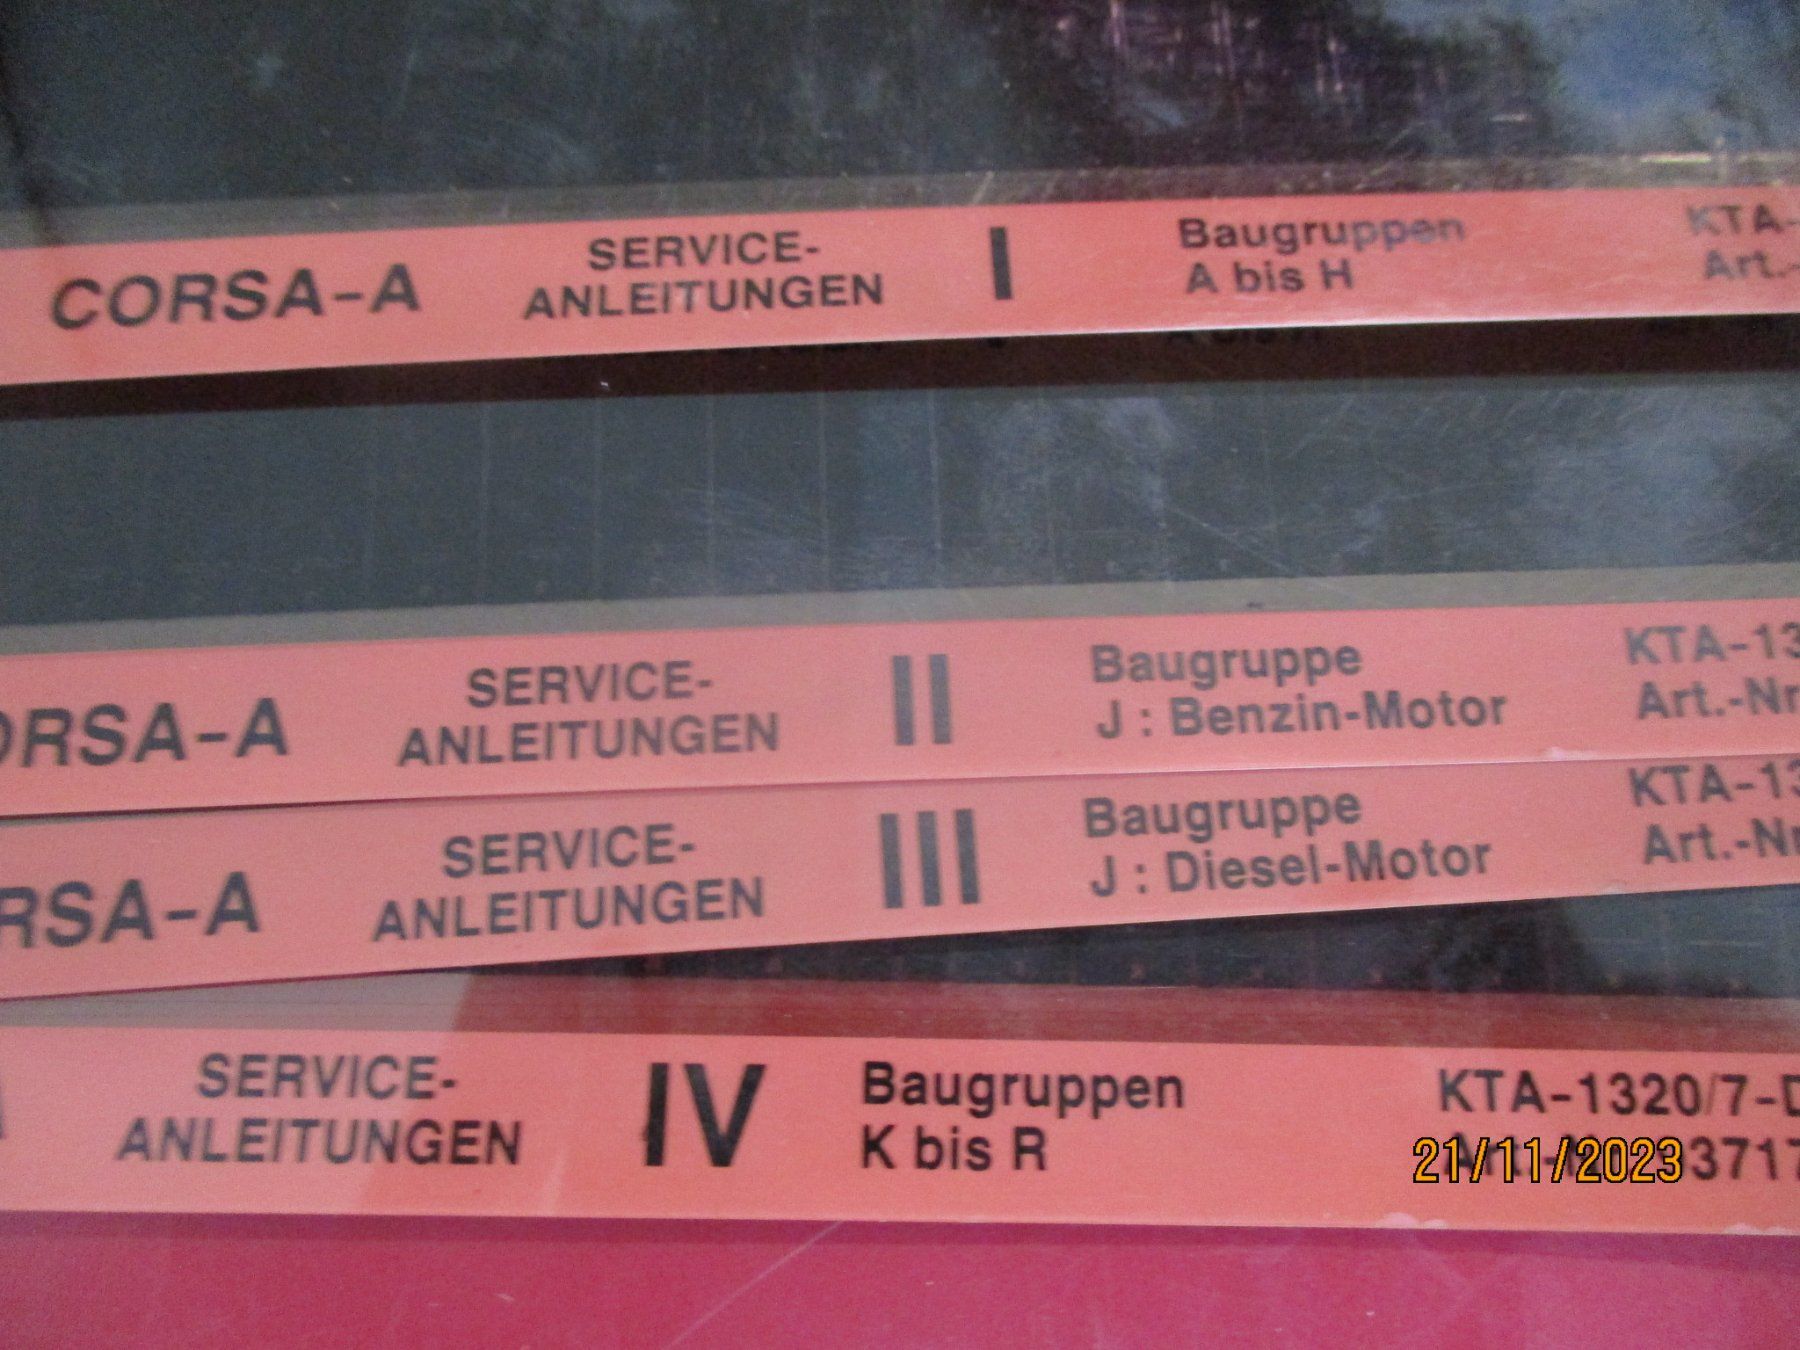 CORSA-A
SERVICE-
ANLEITUNGEN
I
Baugruppen
A bis H
KTA-
Art.-
ORSA-A
SERVICE-
ANLEITUNGEN
II
Baugruppe
J : Benzin-Motor
KTA-13
Art.-Nr
RSA-A
SERVICE-
ANLEITUNGEN
III
Baugruppe
J : Diesel-Motor
KTA-13
Art.-Nr
SERVICE-
ANLEITUNGEN
IV
Baugruppen
K bis R
KTA-1320/7-D
Art.-N 3717
21/11/2023